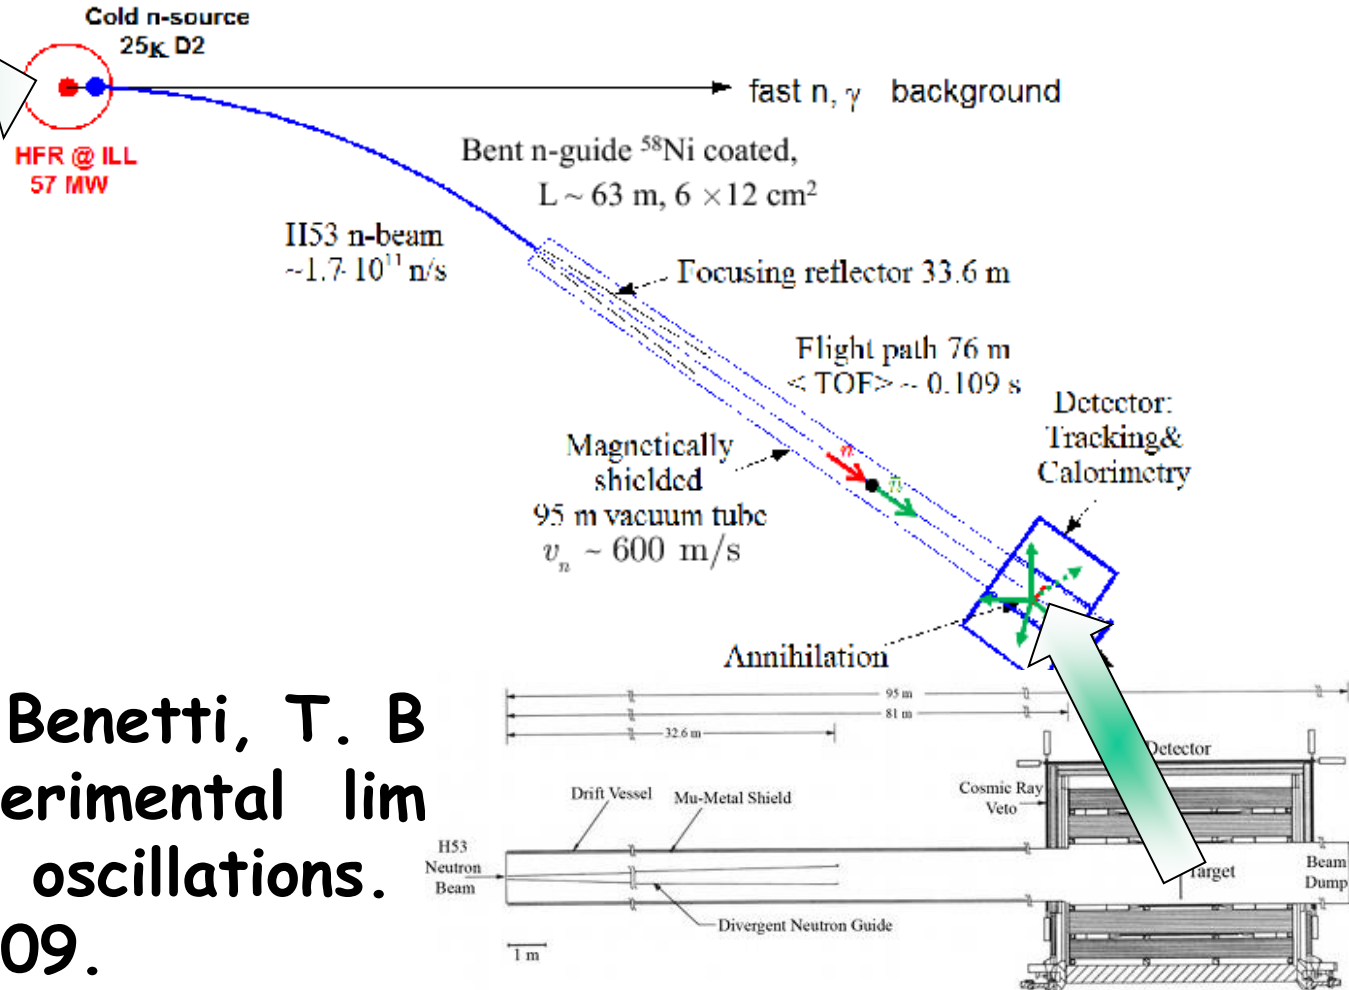 Cold n-source
25K D2
fast n, γ background
HFR @ ILL
57 MW
Bent n-guide ⁵⁸Ni coated,
L ~ 63 m, 6 ×12 cm²
H53 n-beam
~1.7·10¹¹ n/s
Focusing reflector 33.6 m
Flight path 76 m
< TOF> ~ 0.109 s
Detector:
Tracking&
Calorimetry
Magnetically
shielded
95 m vacuum tube
vₙ ~ 600 m/s
n
ñ
Annihilation
Benetti, T. B
erimental lim
oscillations.
09.
95 m
81 m
32.6 m
Detector
Drift Vessel
Mu-Metal Shield
Cosmic Ray
Veto
H53
Neutron
Beam
Target
Beam
Dump
Divergent Neutron Guide
1 m